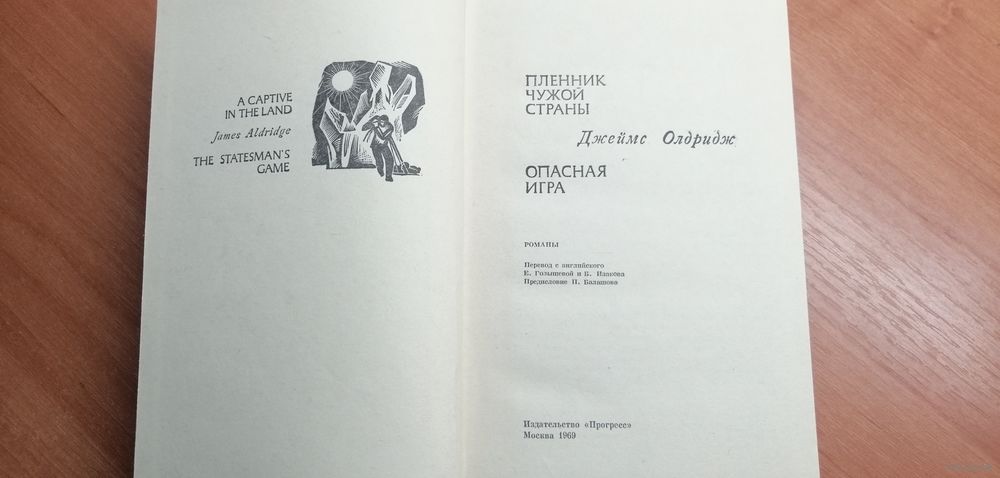 A CAPTIVE
IN THE LAND
James Aldridge
THE STATESMAN'S
GAME
ПЛЕННИК
ЧУЖОЙ
СТРАНЫ
Джеймс Олдридж
ОПАСНАЯ
ИГРА
РОМАНЫ
Перевод с английского
Е. Голышевой и Б. Изакова
Предисловие П. Балашова
Издательство «Прогресс»
Москва 1969